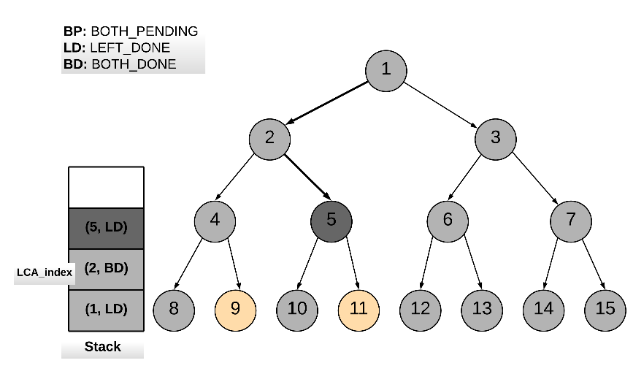 BP: BOTH_PENDING
LD: LEFT_DONE
BD: BOTH_DONE
1
2
3
4
5
6
7
8
9
10
11
12
13
14
15
(5, LD)
LCA_index
(2, BD)
(1, LD)
Stack